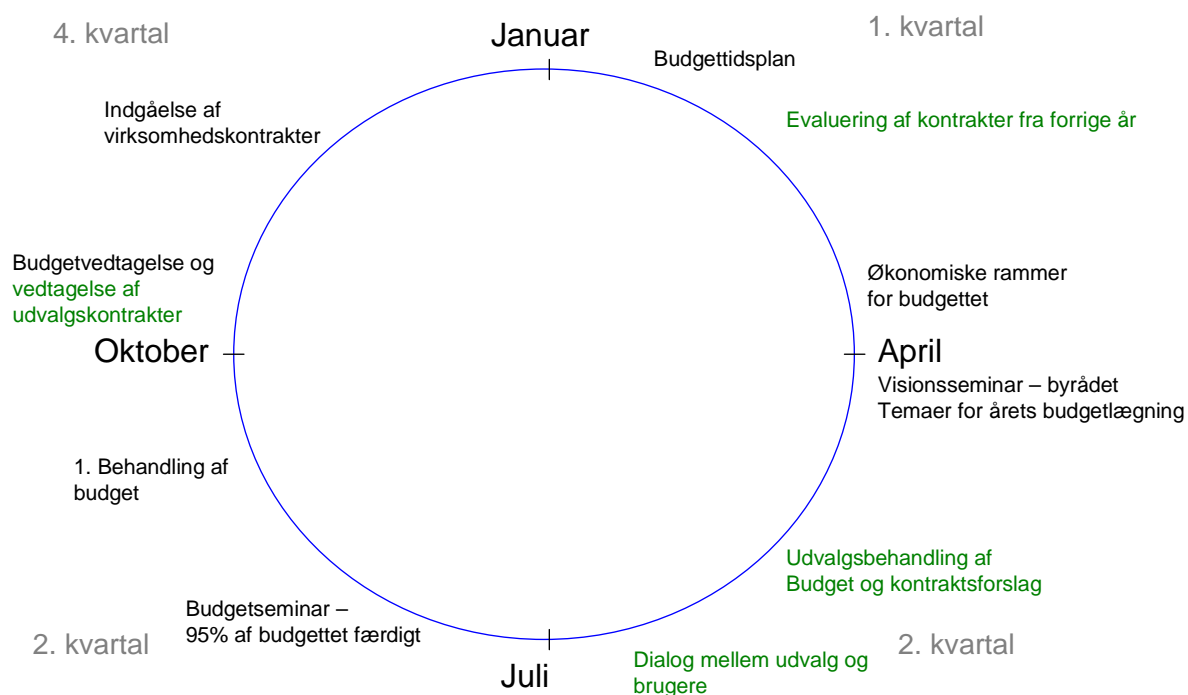 4. kvartal
Januar
1. kvartal
Budgettidsplan
Indgåelse af
virksomhedskontrakter
Evaluering af kontrakter fra forrige år
Budgetvedtagelse og
vedtagelse af
udvalgskontrakter
Økonomiske rammer
for budgettet
Oktober
April
Visionsseminar – byrådet
Temaer for årets budgetlægning
1. Behandling af
budget
Udvalgsbehandling af
Budget og kontraktsforslag
Budgetseminar –
95% af budgettet færdigt
2. kvartal
2. kvartal
Juli
Dialog mellem udvalg og
brugere